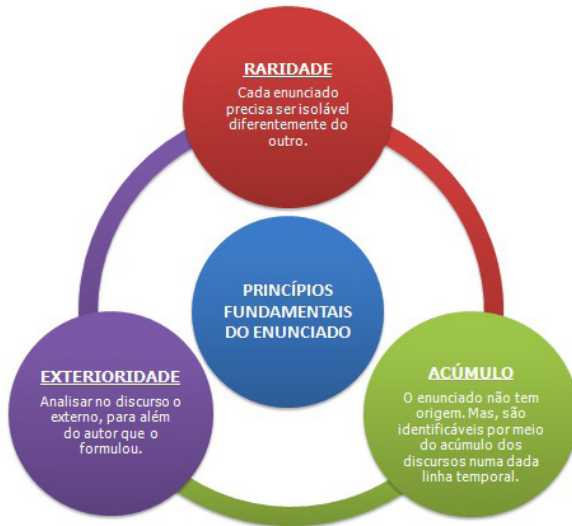 RARIDADE
Cada enunciado
precisa ser isolável
diferentemente do
outro.
PRINCÍPIOS
FUNDAMENTAIS
DO ENUNCIADO
EXTERIORIDADE
Analisar no discurso o
externo, para além
do autor que o
formulou.
ACÚMULO
O enunciado não tem
origem. Mas, são
identificáveis por meio
do acúmulo dos
discursos numa dada
linha temporal.